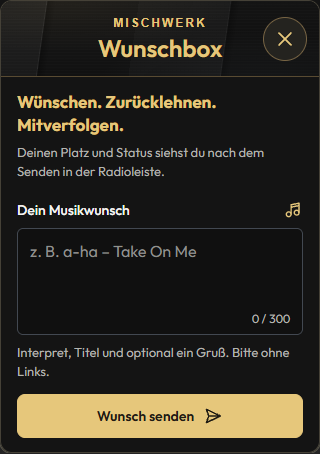 MISCHWERK
Wunschbox
Wünschen. Zurücklehnen.
Mitverfolgen.
Deinen Platz und Status siehst du nach dem
Senden in der Radioleiste.
Dein Musikwunsch
z. B. a-ha – Take On Me
0 / 300
Interpret, Titel und optional ein Gruß. Bitte ohne
Links.
Wunsch senden